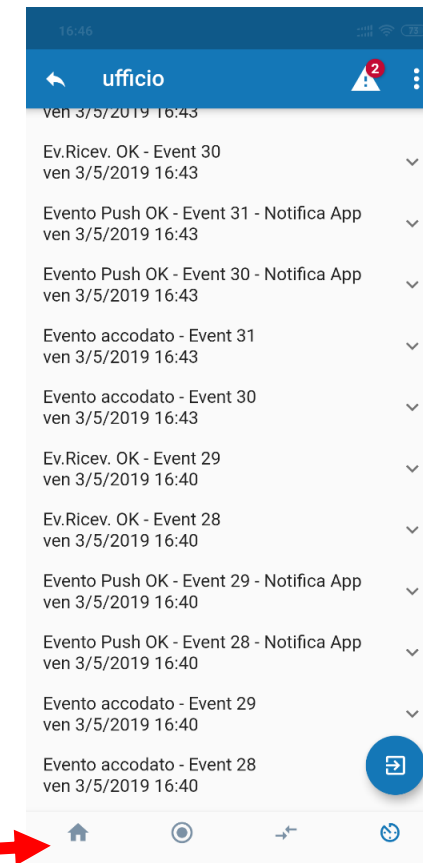 16:46
73
ufficio
2
ven 3/5/2019 16:43
Ev.Ricev. OK - Event 30
ven 3/5/2019 16:43
Evento Push OK - Event 31 - Notifica App
ven 3/5/2019 16:43
Evento Push OK - Event 30 - Notifica App
ven 3/5/2019 16:43
Evento accodato - Event 31
ven 3/5/2019 16:43
Evento accodato - Event 30
ven 3/5/2019 16:43
Ev.Ricev. OK - Event 29
ven 3/5/2019 16:40
Ev.Ricev. OK - Event 28
ven 3/5/2019 16:40
Evento Push OK - Event 29 - Notifica App
ven 3/5/2019 16:40
Evento Push OK - Event 28 - Notifica App
ven 3/5/2019 16:40
Evento accodato - Event 29
ven 3/5/2019 16:40
Evento accodato - Event 28
ven 3/5/2019 16:40